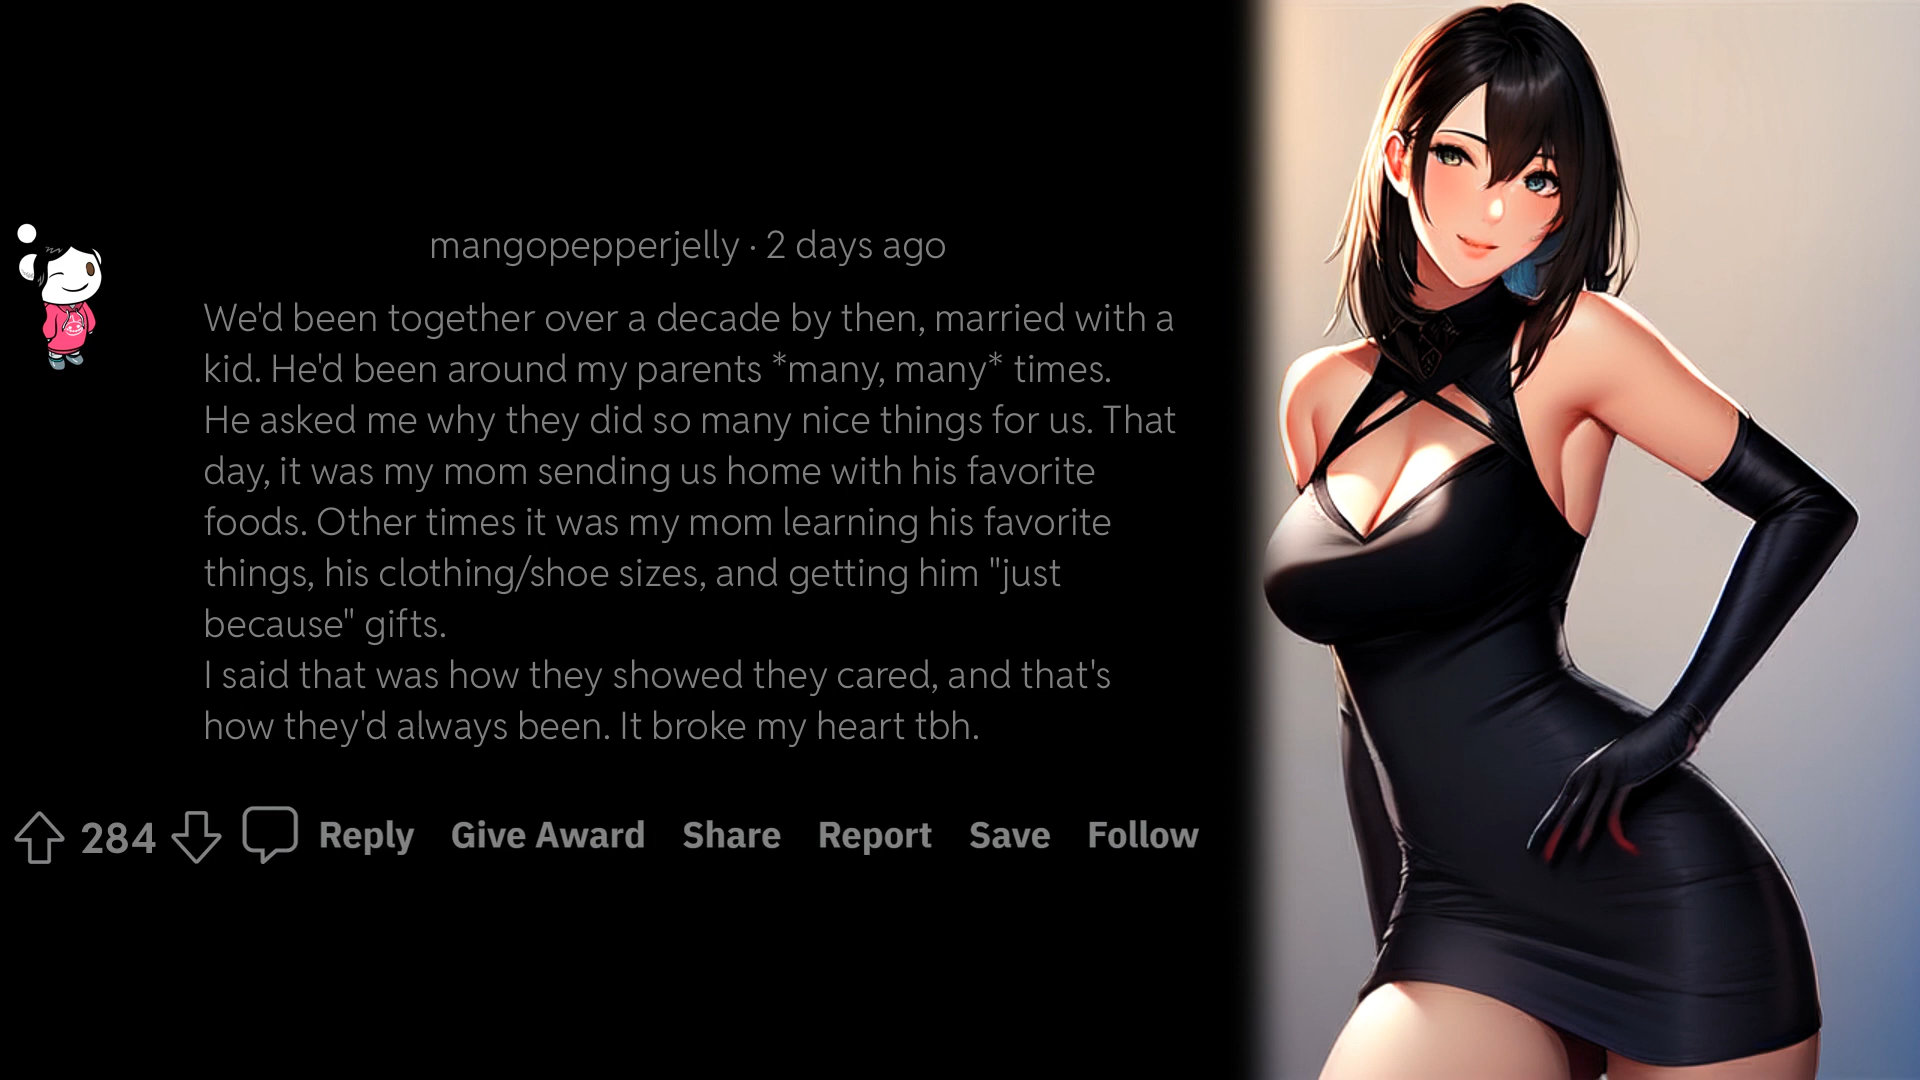 mangopepperjelly · 2 days ago
We'd been together over a decade by then, married with a
kid. He'd been around my parents *many, many* times.
He asked me why they did so many nice things for us. That
day, it was my mom sending us home with his favorite
foods. Other times it was my mom learning his favorite
things, his clothing/shoe sizes, and getting him "just
because" gifts.
I said that was how they showed they cared, and that's
how they'd always been. It broke my heart tbh.
284 Reply Give Award Share Report Save Follow